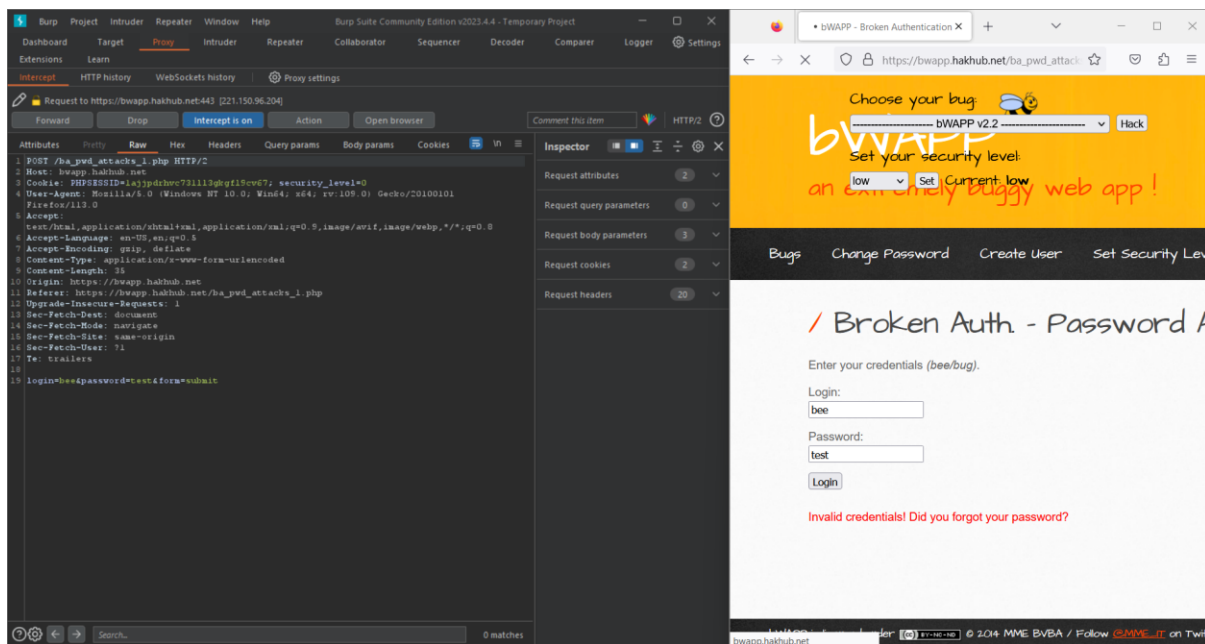 Burp Project Intruder Repeater Window Help Burp Suite Community Edition v2023.4.4 - Temporary Project
Dashboard Target Proxy Intruder Repeater Collaborator Sequencer Decoder Comparer Logger Settings
Extensions Learn
Intercept HTTP history WebSockets history Proxy settings
Request to https://bwapp.hakhub.net:443 [221.150.96.204]
Forward Drop Intercept is on Action Open browser Comment this item HTTP/2
Attributes Pretty Raw Hex Headers Query params Body params Cookies \n
1 POST /ba_pwd_attacks_1.php HTTP/2
2 Host: bwapp.hakhub.net
3 Cookie: PHPSESSID=1ajjpdrhvc73lll3gkgfl5cv67; security_level=0
4 User-Agent: Mozilla/5.0 (Windows NT 10.0; Win64; x64; rv:109.0) Gecko/20100101
Firefox/113.0
5 Accept:
text/html,application/xhtml+xml,application/xml;q=0.9,image/avif,image/webp,*/*;q=0.8
6 Accept-Language: en-US,en;q=0.5
7 Accept-Encoding: gzip, deflate
8 Content-Type: application/x-www-form-urlencoded
9 Content-Length: 35
10 Origin: https://bwapp.hakhub.net
11 Referer: https://bwapp.hakhub.net/ba_pwd_attacks_1.php
12 Upgrade-Insecure-Requests: 1
13 Sec-Fetch-Dest: document
14 Sec-Fetch-Mode: navigate
15 Sec-Fetch-Site: same-origin
16 Sec-Fetch-User: ?1
17 Te: trailers
18
19 login=bee&password=test&form=submit
Inspector
Request attributes 2
Request query parameters 0
Request body parameters 3
Request cookies 2
Request headers 20
Search... 0 matches
• bWAPP - Broken Authentication
https://bwapp.hakhub.net/ba_pwd_attack
Choose your bug:
---------------------- bWAPP v2.2 ----------------------- Hack
bWAPP
Set your security level:
low Set Current: low
an extremely buggy web app !
Bugs Change Password Create User Set Security Lev
/ Broken Auth. - Password A
Enter your credentials (bee/bug).
Login:
bee
Password:
test
Login
Invalid credentials! Did you forgot your password?
BY-NC-ND © 2014 MME BVBA / Follow @MME_IT on Twit
bwapp.hakhub.net